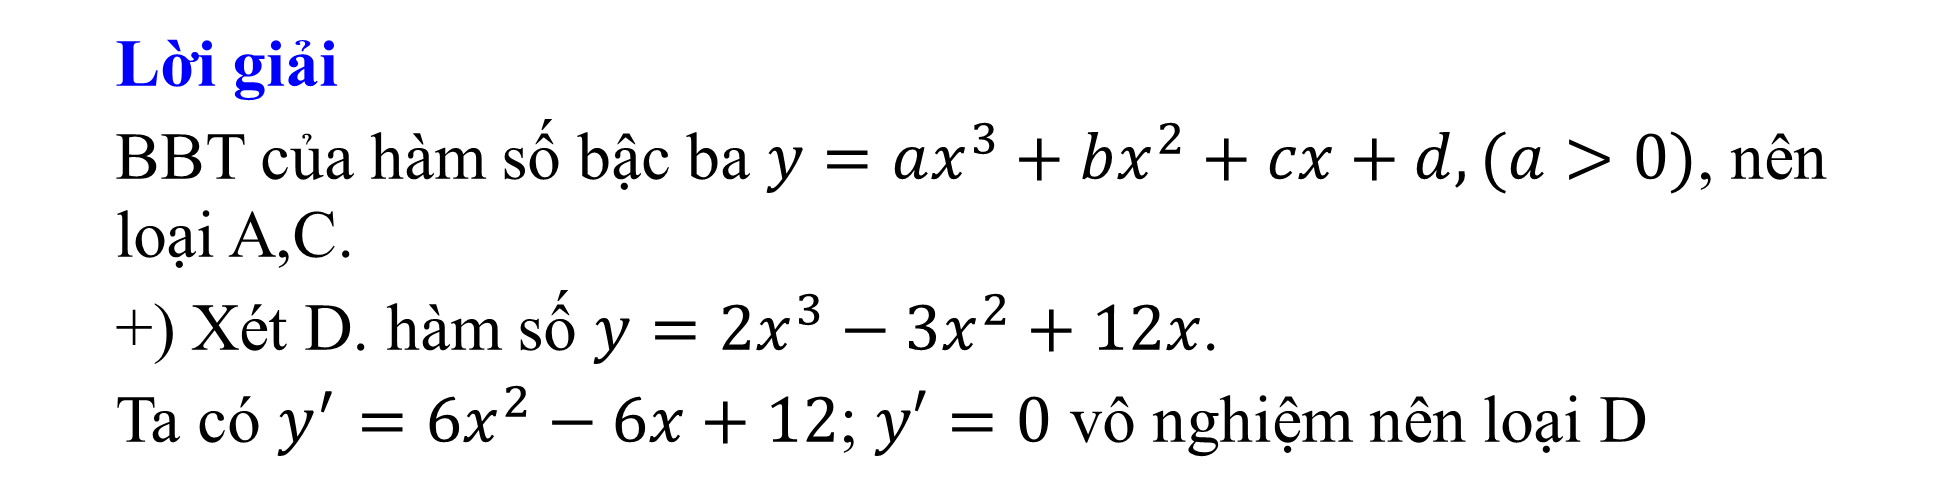 Lời giải
BBT của hàm số bậc ba y = ax³ + bx² + cx + d, (a > 0), nên
loại A,C.
+) Xét D. hàm số y = 2x³ − 3x² + 12x.
Ta có y′ = 6x² − 6x + 12; y′ = 0 vô nghiệm nên loại D